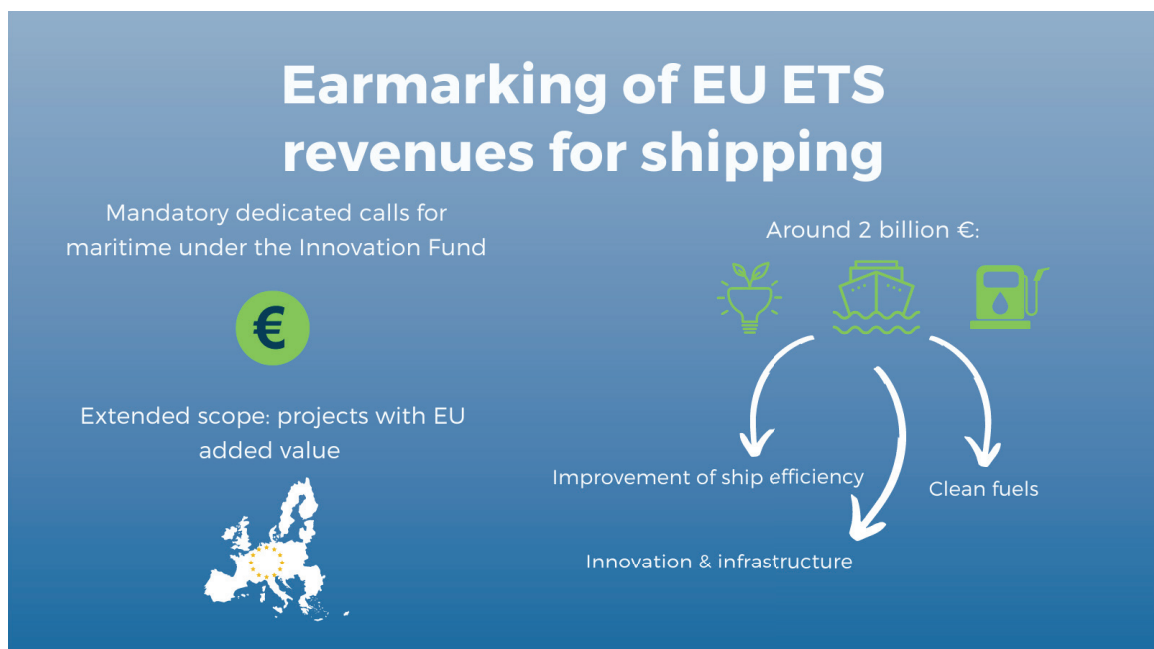 Earmarking of EU ETS
revenues for shipping
Mandatory dedicated calls for
maritime under the Innovation Fund
€
Extended scope: projects with EU
added value
Around 2 billion €:
Improvement of ship efficiency
Clean fuels
Innovation & infrastructure